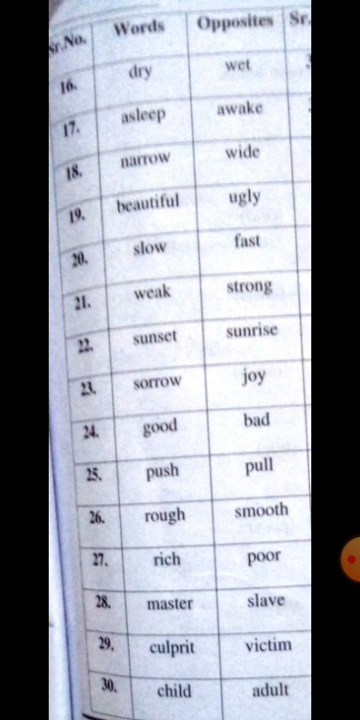 Sr.No. Words Opposites Sr.
16. dry wet
17. asleep awake
18. narrow wide
19. beautiful ugly
20. slow fast
21. weak strong
22. sunset sunrise
23. sorrow joy
24. good bad
25. push pull
26. rough smooth
27. rich poor
28. master slave
29. culprit victim
30. child adult